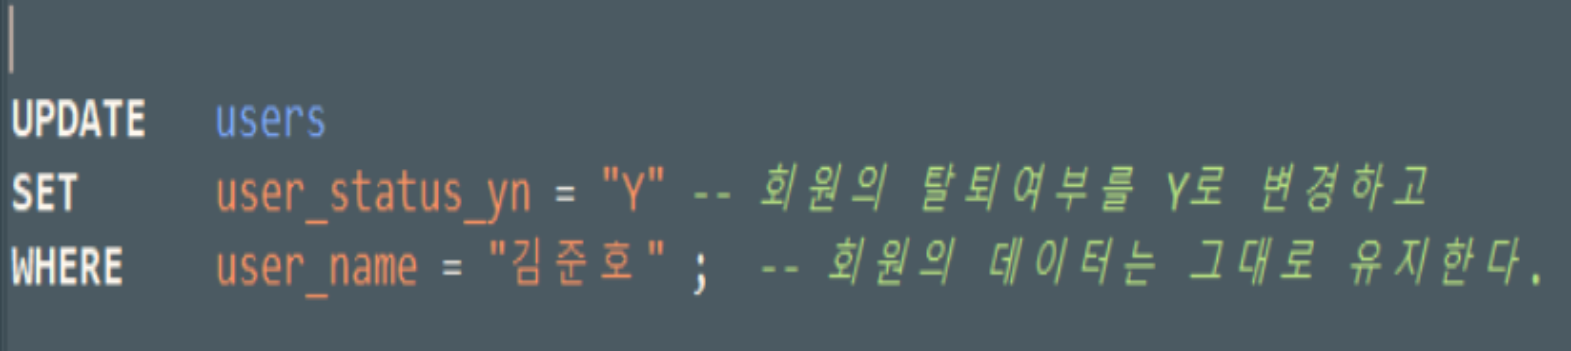 UPDATE users
SET user_status_yn = "Y" -- 회원의 탈퇴여부를 Y로 변경하고
WHERE user_name = "김준호" ; -- 회원의 데이터는 그대로 유지한다.